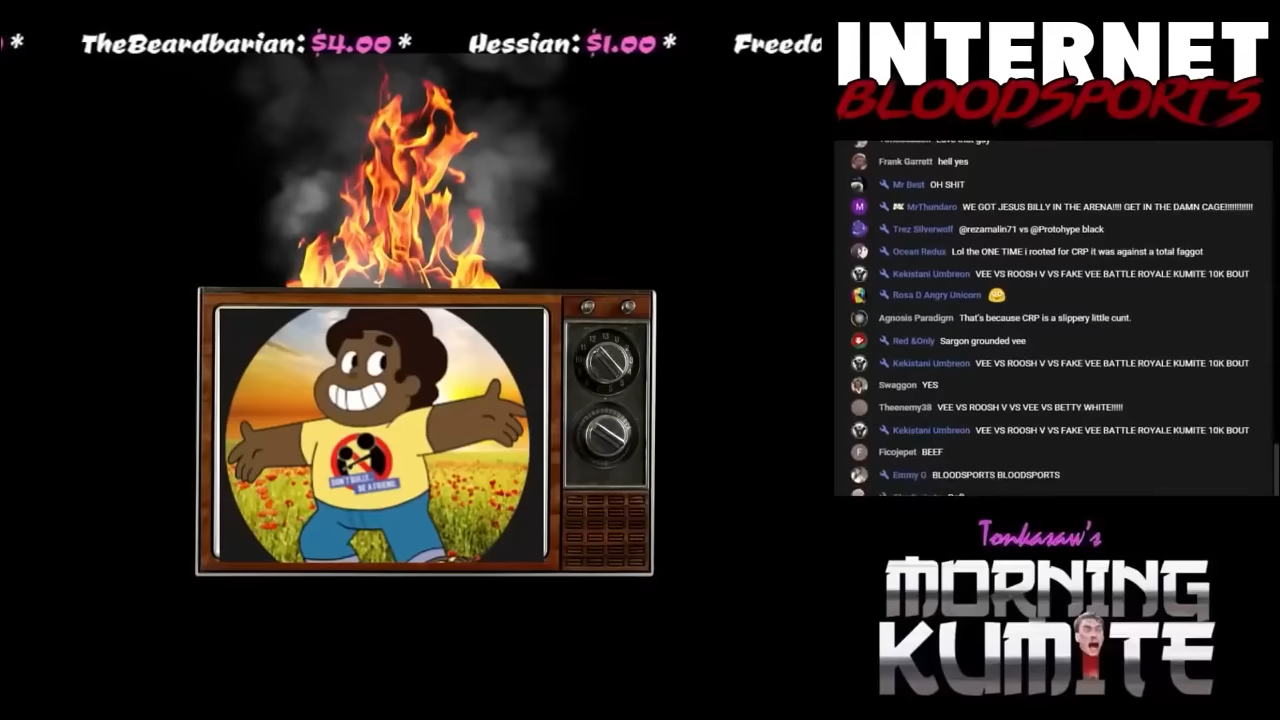 * TheBeardbarian: $4.00 * Hessian: $1.00 * Freedo
INTERNET
BLOODSPORTS
Frank Garrett hell yes
Mr Best OH SHIT
M MrThundaro WE GOT JESUS BILLY IN THE ARENA!!!! GET IN THE DAMN CAGE!!!!!!!!!!!!
Trez Silverwolf @rezamalin71 vs @Protohype black
Ocean Redux Lol the ONE TIME i rooted for CRP it was against a total faggot
Kekistani Umbreon VEE VS ROOSH V VS FAKE VEE BATTLE ROYALE KUMITE 10K BOUT
Rosa D Angry Unicorn
Agnosis Paradigm That's because CRP is a slippery little cunt.
Red &Only Sargon grounded vee
Kekistani Umbreon VEE VS ROOSH V VS FAKE VEE BATTLE ROYALE KUMITE 10K BOUT
Swaggon YES
Theenemy38 VEE VS ROOSH V VS VEE VS BETTY WHITE!!!!!
Kekistani Umbreon VEE VS ROOSH V VS FAKE VEE BATTLE ROYALE KUMITE 10K BOUT
F Ficojepet BEEF
Emmy G BLOODSPORTS BLOODSPORTS
DON'T BULLY...
BE A FRIEND.
Tonkasaw's
MORNING
KUMITE